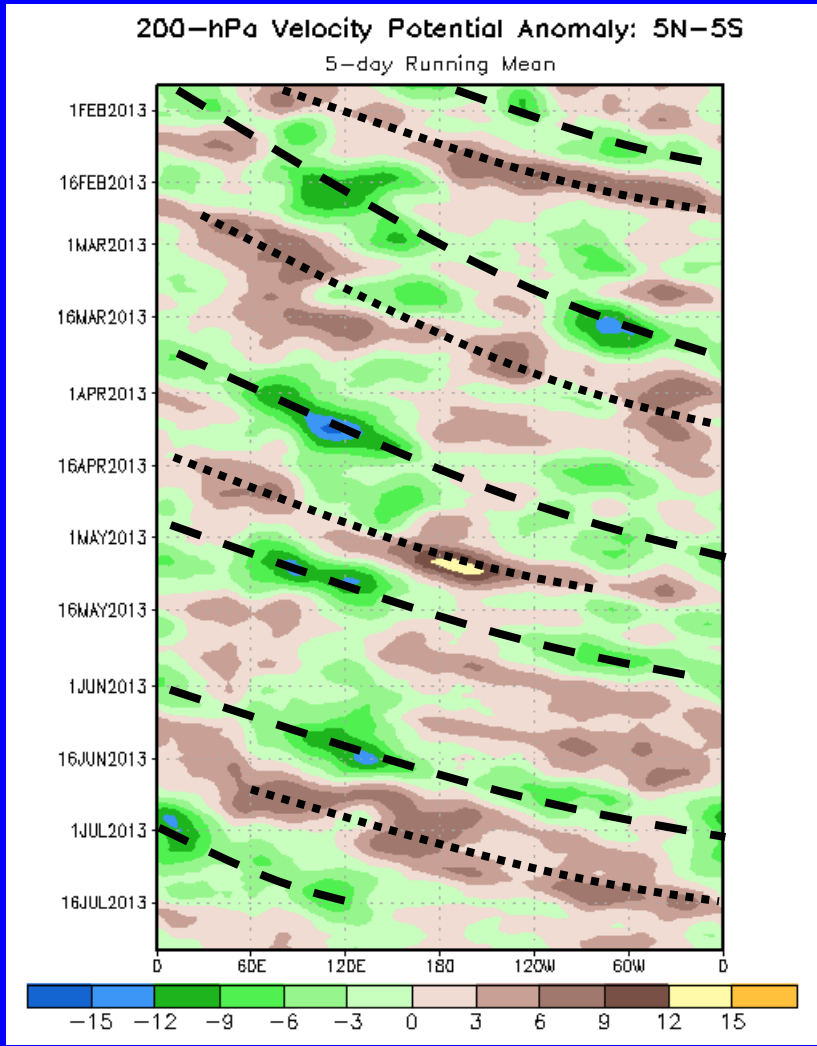 200-hPa Velocity Potential Anomaly: 5N-5S
5-day Running Mean
1FEB2013
16FEB2013
1MAR2013
16MAR2013
1APR2013
16APR2013
1MAY2013
16MAY2013
1JUN2013
16JUN2013
1JUL2013
16JUL2013
0 60E 120E 180 120W 60W 0
-15 -12 -9 -6 -3 0 3 6 9 12 15